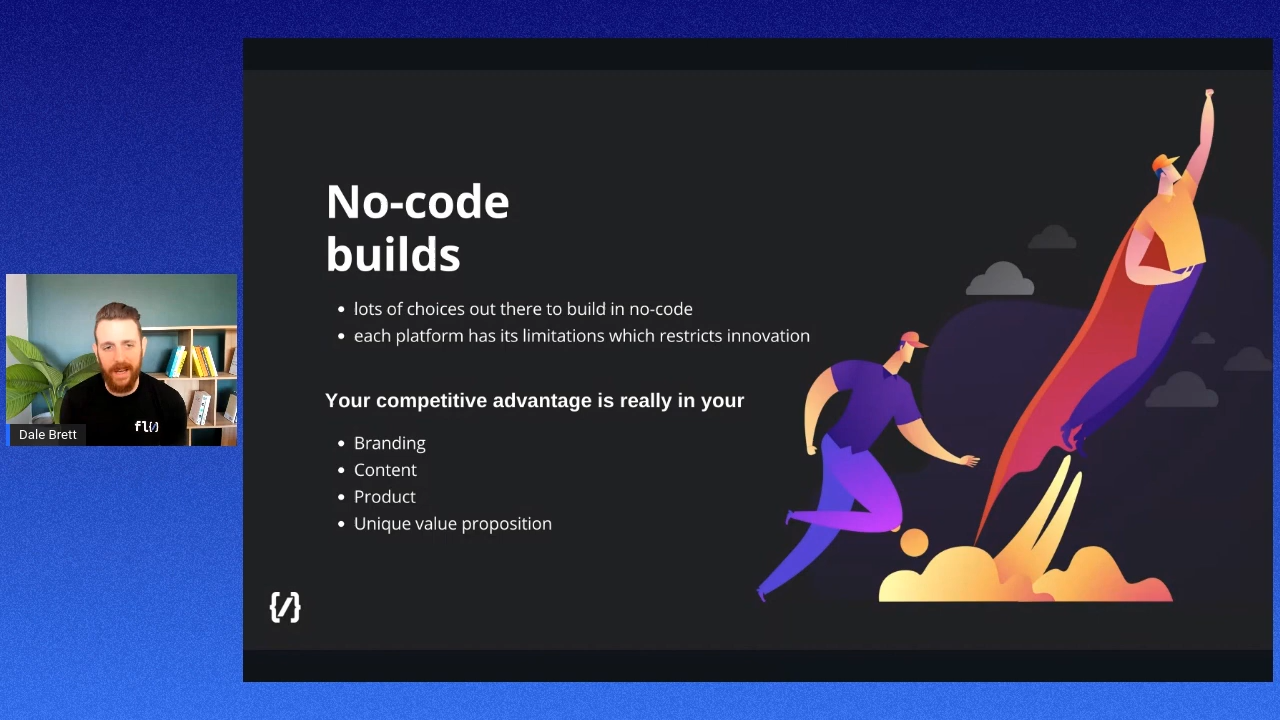 No-code
builds
lots of choices out there to build in no-code
each platform has its limitations which restricts innovation
Your competitive advantage is really in your
Branding
Content
Product
Unique value proposition
{/}
Dale Brett